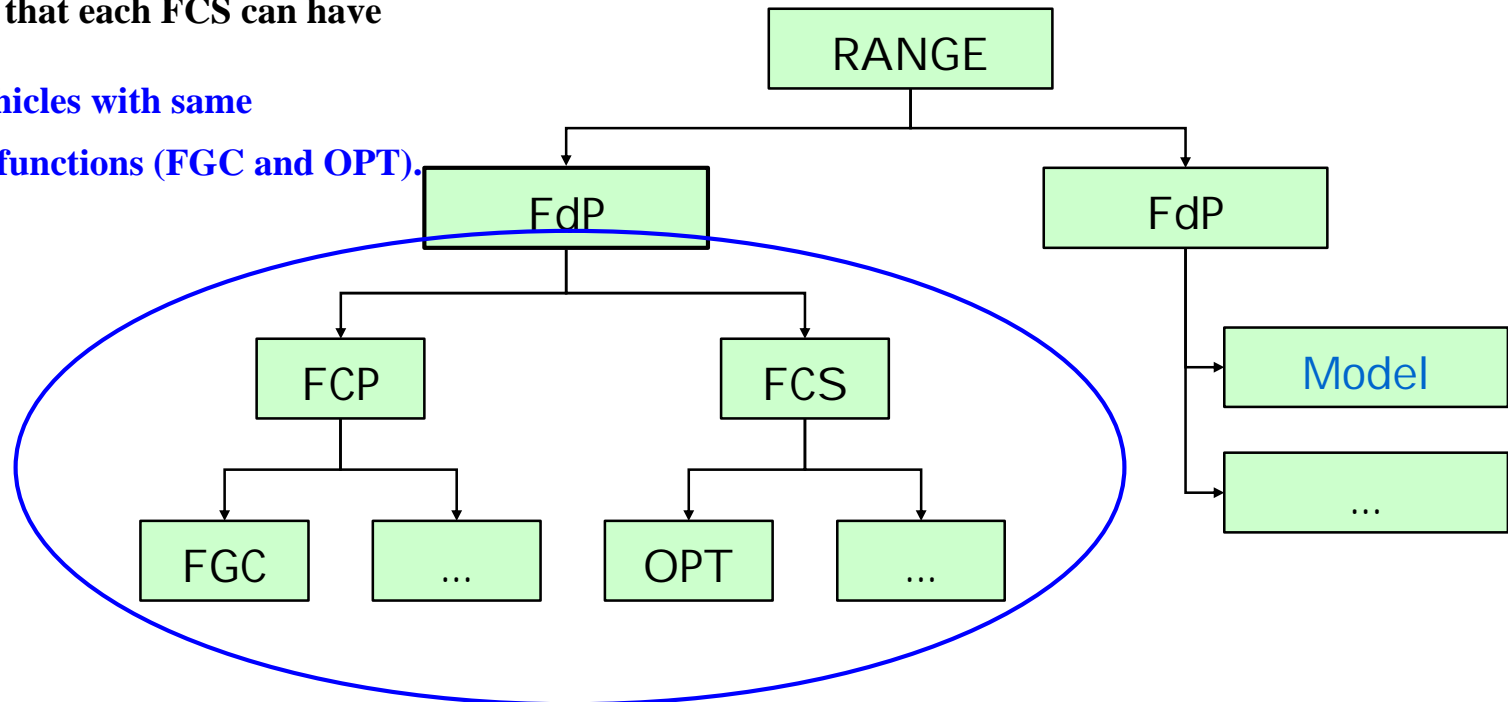 that each FCS can have
RANGE
nicles with same
functions (FGC and OPT).
FdP
FdP
FCP
FCS
Model
FGC
...
OPT
...
...